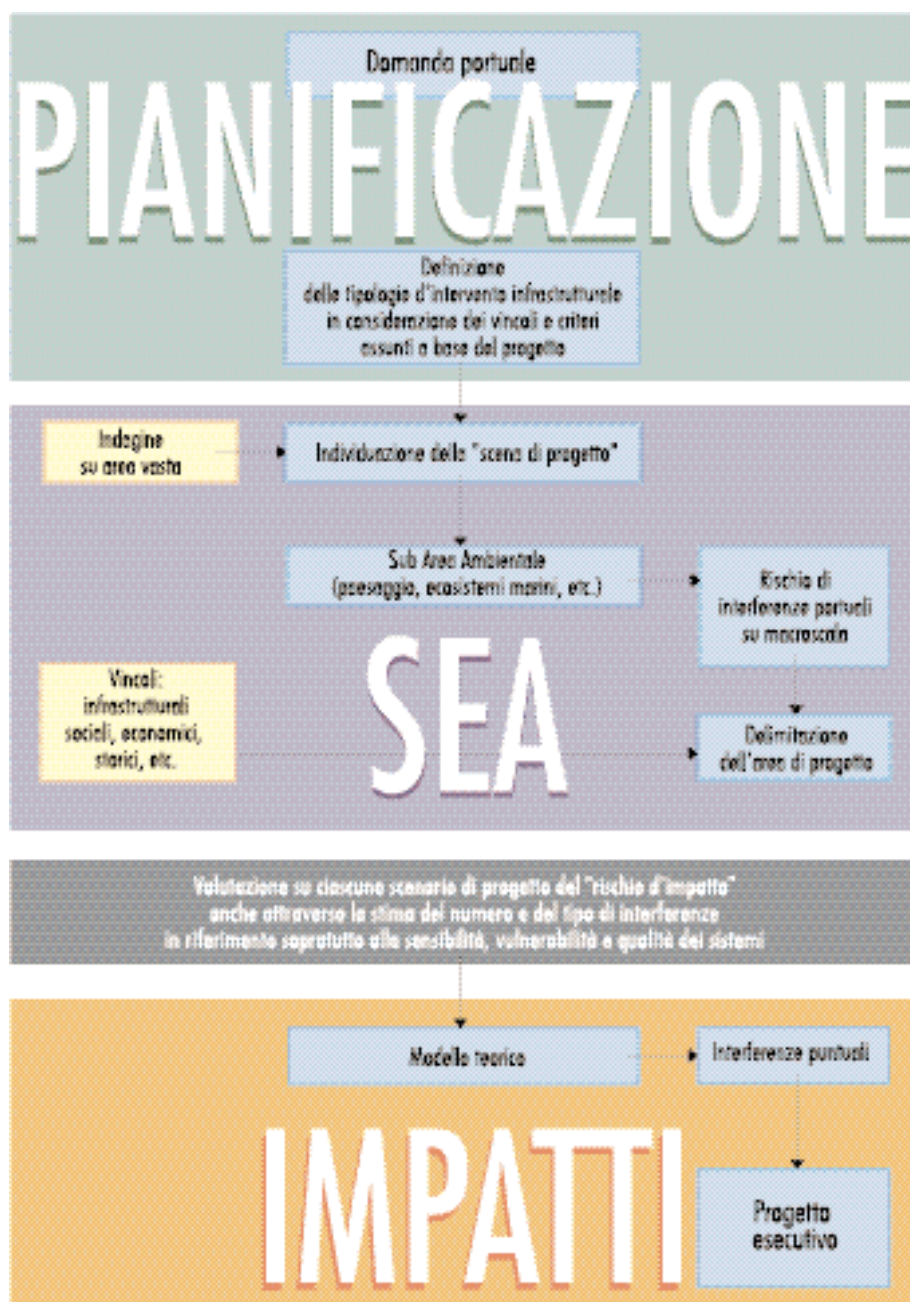 Domanda portuale
PIANIFICAZIONE
Definizione
delle tipologie d'intervento infrastrutturale
in considerazione dei vincoli e criteri
assunti a base del progetto
Indagine
su area vasta
Individuazione della "scena di progetto"
Sub Area Ambientale
(paesaggio, ecosistemi marini, etc.)
Rischio di
interferenze portuali
su macroscala
SEA
Vincoli:
infrastrutturali
sociali, economici,
storici, etc.
Delimitazione
dell'area di progetto
Valutazione su ciascuno scenario di progetto del "rischio d'impatto"
anche attraverso la stima del numero e del tipo di interferenze
in riferimento sopratutto alla sensibilità, vulnerabilità e qualità dei sistemi
Modello teorico
Interferenze puntuali
IMPATTI
Progetto
esecutivo